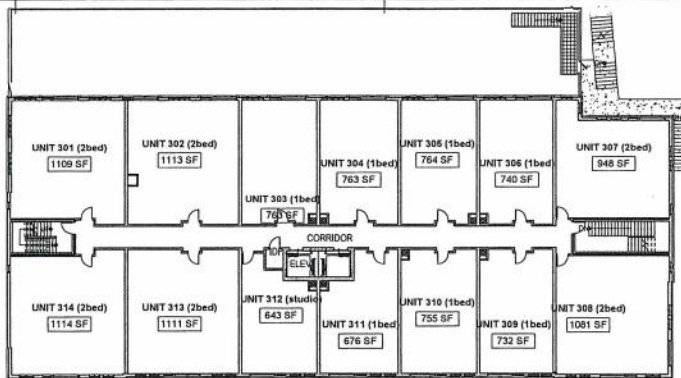 UNIT 301 (2bed)
1109 SF
UNIT 302 (2bed)
1113 SF
UNIT 303 (1bed)
763 SF
UNIT 304 (1bed)
763 SF
UNIT 305 (1bed)
764 SF
UNIT 306 (1bed)
740 SF
UNIT 307 (2bed)
948 SF
CORRIDOR
IDF
ELEV
UNIT 314 (2bed)
1114 SF
UNIT 313 (2bed)
1111 SF
UNIT 312 (studio)
643 SF
UNIT 311 (1bed)
676 SF
UNIT 310 (1bed)
755 SF
UNIT 309 (1bed)
732 SF
UNIT 308 (2bed)
1081 SF